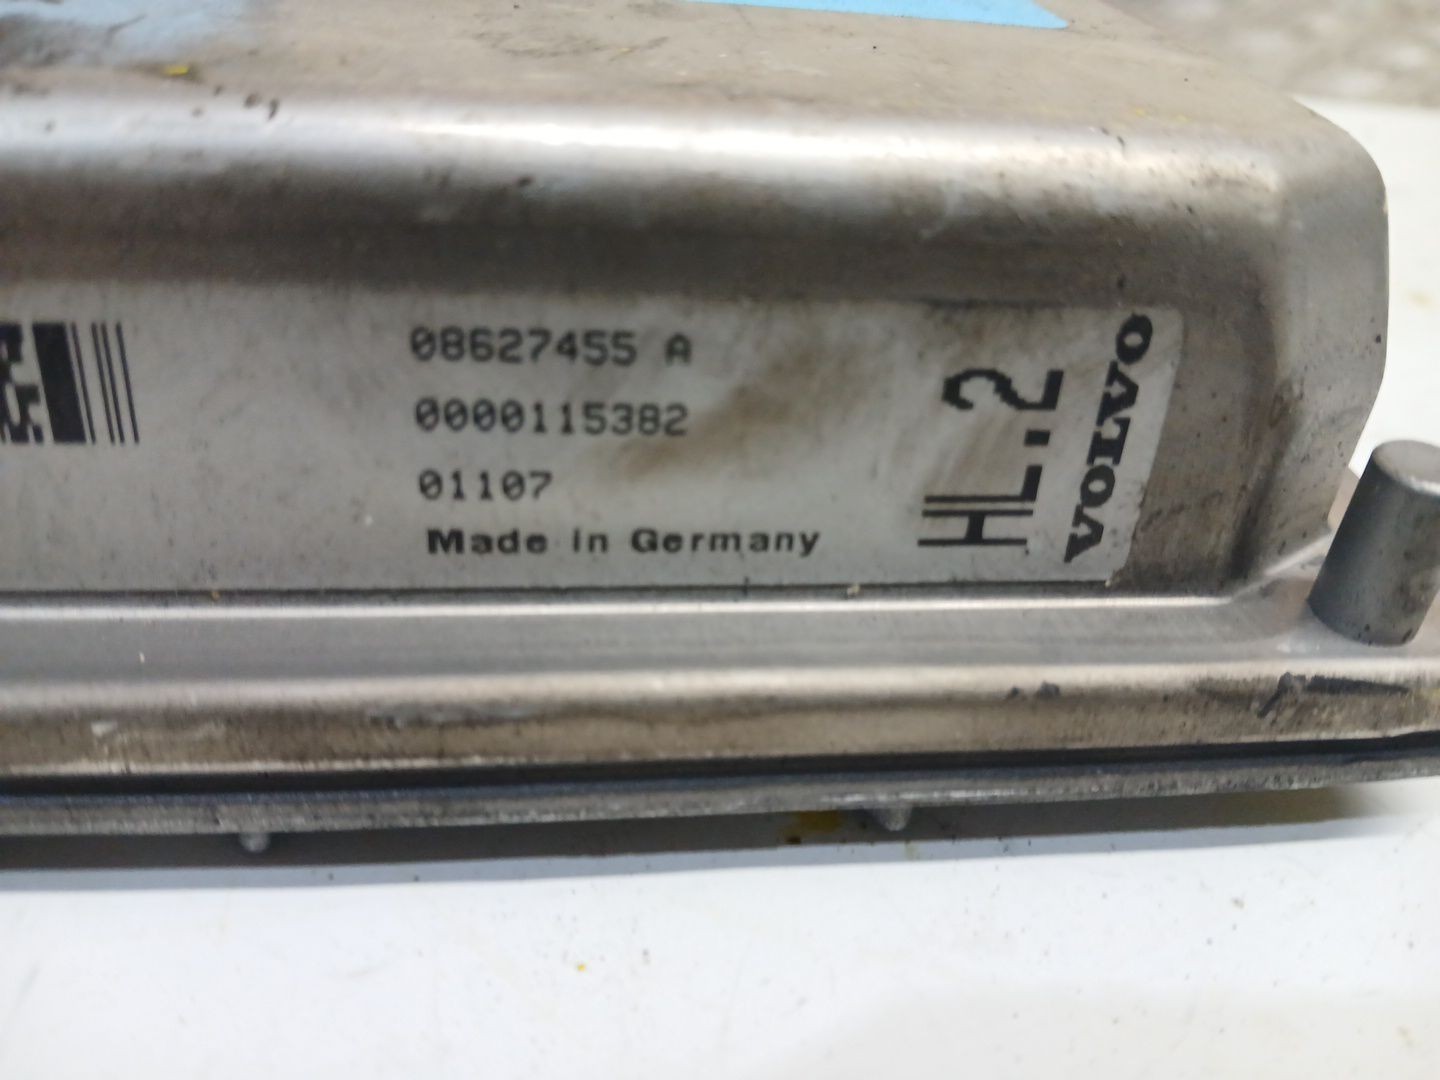 08627455 A
0000115382
01107
Made in Germany
HL.2
VOLVO